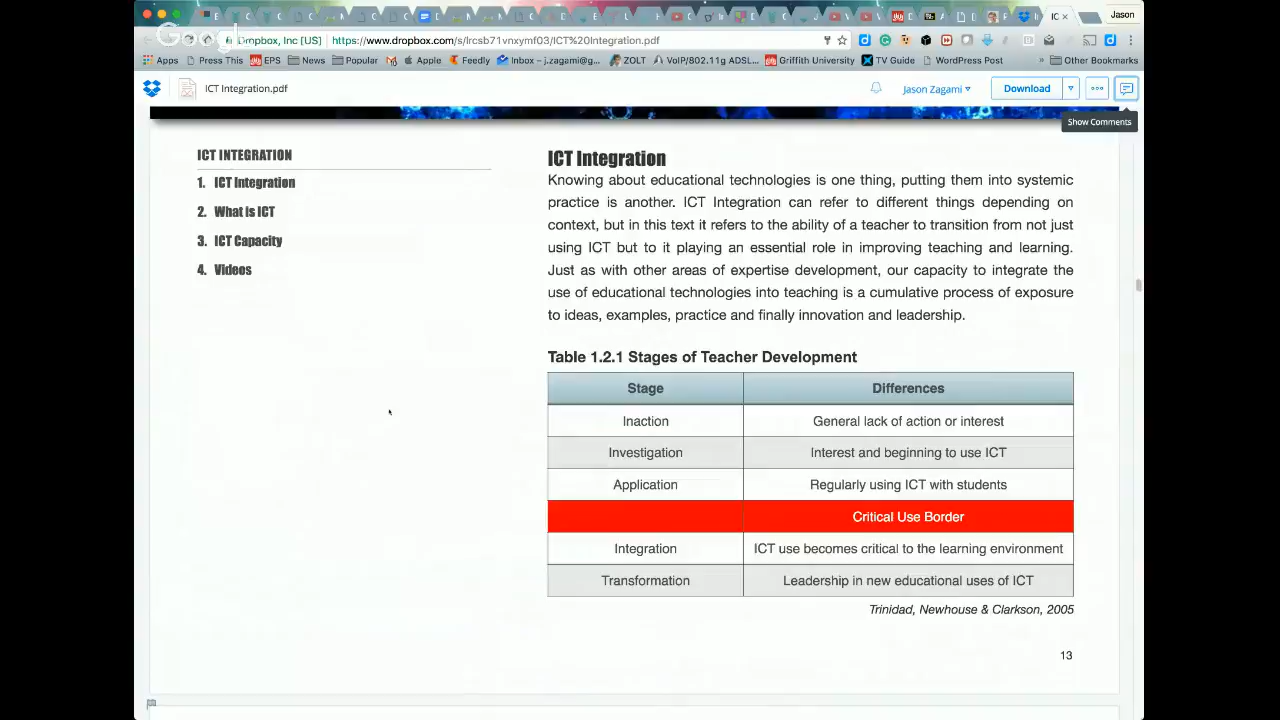 Jason
Dropbox, Inc [US]
https://www.dropbox.com/s/lrcsb71vnxymf03/ICT%20Integration.pdf
Apps
Press This
EPS
News
Popular
Apple
Feedly
Inbox – j.zagami@g...
ZOLT
VoIP/802.11g ADSL...
Griffith University
TV Guide
WordPress Post
»
Other Bookmarks
ICT Integration.pdf
Jason Zagami
Download
Show Comments
ICT INTEGRATION
1. ICT Integration
2. What is ICT
3. ICT Capacity
4. Videos
ICT Integration
Knowing about educational technologies is one thing, putting them into systemic
practice is another. ICT Integration can refer to different things depending on
context, but in this text it refers to the ability of a teacher to transition from not just
using ICT but to it playing an essential role in improving teaching and learning.
Just as with other areas of expertise development, our capacity to integrate the
use of educational technologies into teaching is a cumulative process of exposure
to ideas, examples, practice and finally innovation and leadership.
Table 1.2.1 Stages of Teacher Development
Stage Differences
Inaction General lack of action or interest
Investigation Interest and beginning to use ICT
Application Regularly using ICT with students
Critical Use Border
Integration ICT use becomes critical to the learning environment
Transformation Leadership in new educational uses of ICT
Trinidad, Newhouse & Clarkson, 2005
13